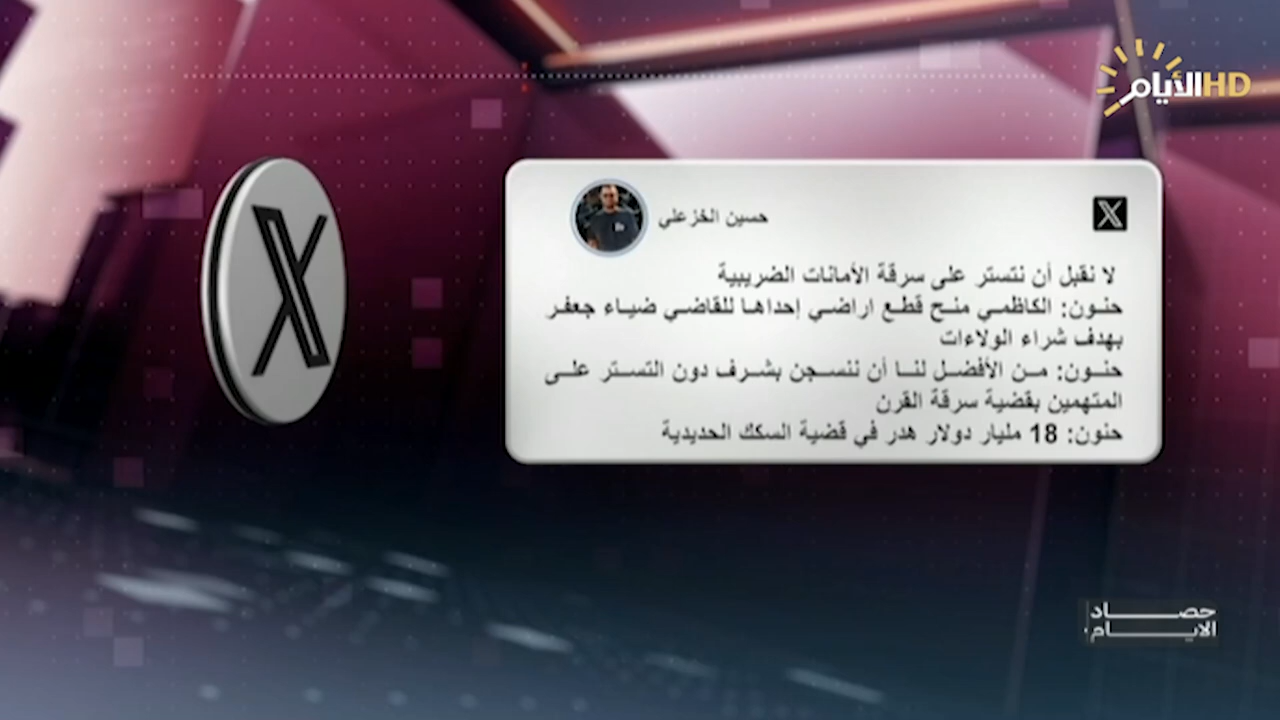 الأيام HD
حسين الخزعلي
لا نقبل أن نتستر على سرقة الأمانات الضريبية
حنون: الكاظمي منح قطع اراضي إحداها للقاضي ضياء جعفر
بهدف شراء الولاءات
حنون: من الأفضل لنا أن ننسجن بشرف دون التستر على
المتهمين بقضية سرقة القرن
حنون: 18 مليار دولار هدر في قضية السكك الحديدية
حصاد
الايام